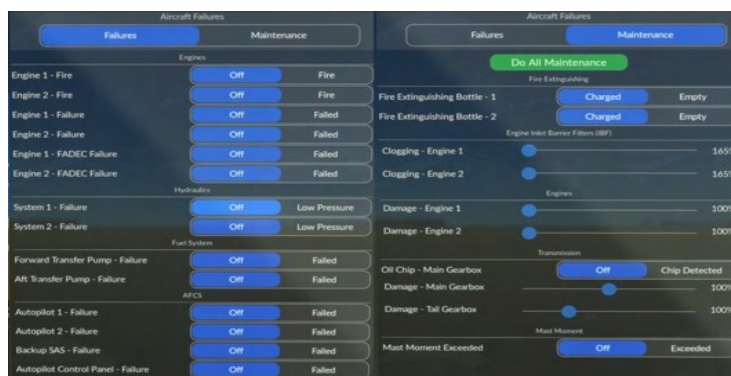 Aircraft Failures
Failures Maintenance
Engines
Engine 1 - Fire Off Fire
Engine 2 - Fire Off Fire
Engine 1 - Failure Off Failed
Engine 2 - Failure Off Failed
Engine 1 - FADEC Failure Off Failed
Engine 2 - FADEC Failure Off Failed
Hydraulics
System 1 - Failure Off Low Pressure
System 2 - Failure Off Low Pressure
Fuel System
Forward Transfer Pump - Failure Off Failed
Aft Transfer Pump - Failure Off Failed
AFCS
Autopilot 1 - Failure Off Failed
Autopilot 2 - Failure Off Failed
Backup SAS - Failure Off Failed
Autopilot Control Panel - Failure Off Failed
Aircraft Failures
Failures Maintenance
Do All Maintenance
Fire Extinguishing
Fire Extinguishing Bottle - 1 Charged Empty
Fire Extinguishing Bottle - 2 Charged Empty
Engine Inlet Barrier Filters (IBF)
Clogging - Engine 1 165%
Clogging - Engine 2 165%
Engines
Damage - Engine 1 100%
Damage - Engine 2 100%
Transmission
Oil Chip - Main Gearbox Off Chip Detected
Damage - Main Gearbox 100%
Damage - Tail Gearbox 100%
Mast Moment
Mast Moment Exceeded Off Exceeded